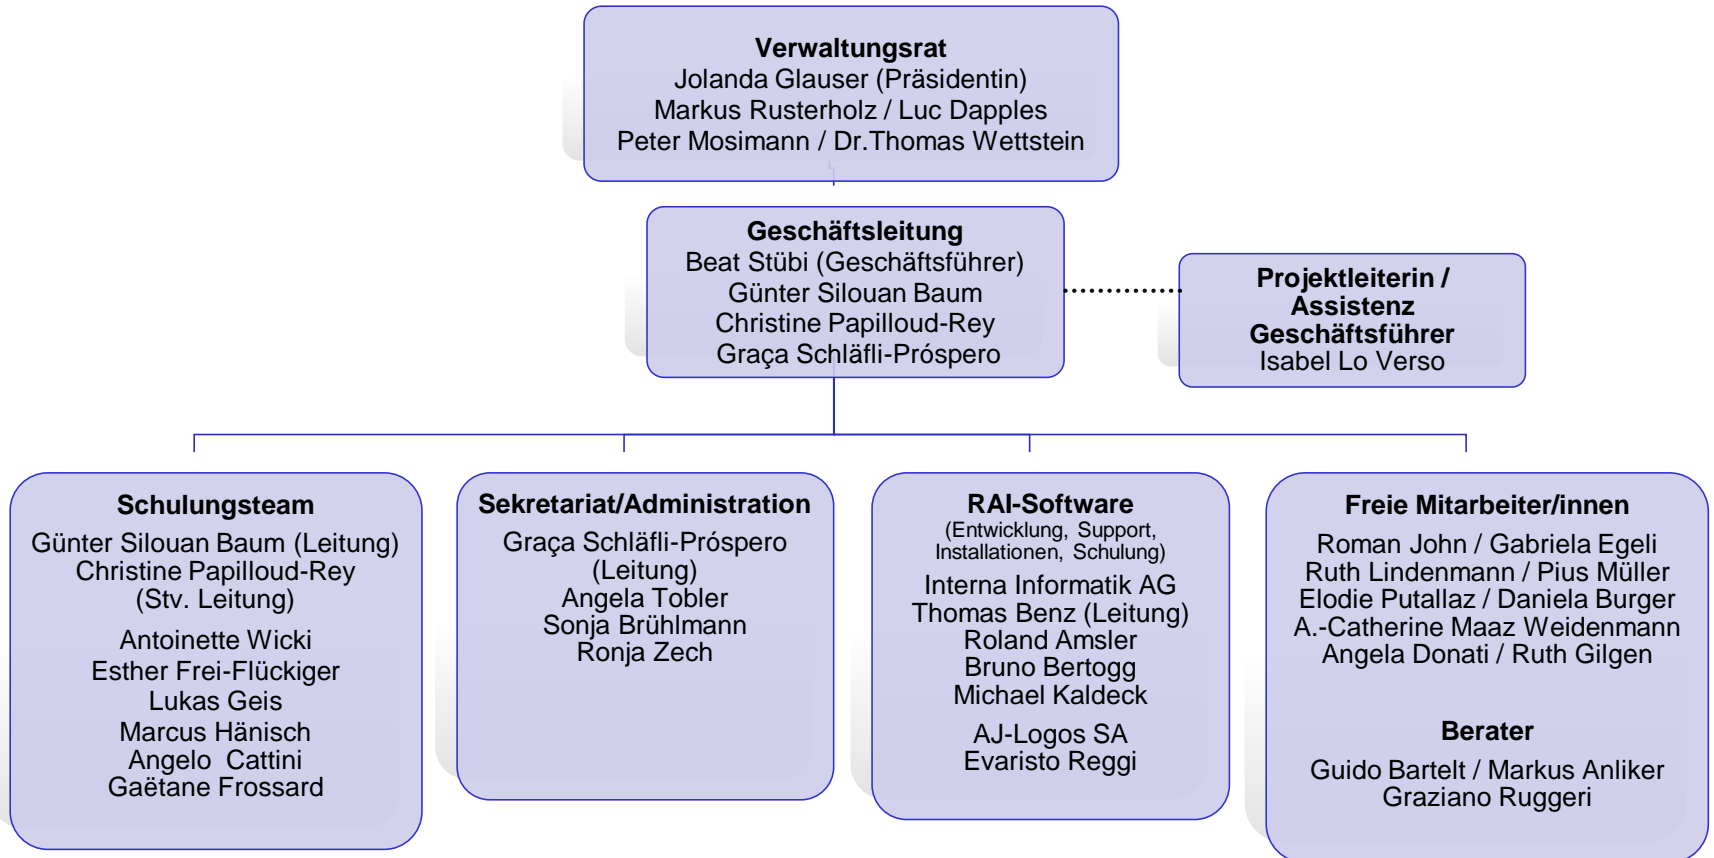 Verwaltungsrat
Jolanda Glauser (Präsidentin)
Markus Rusterholz / Luc Dapples
Peter Mosimann / Dr.Thomas Wettstein
Geschäftsleitung
Beat Stübi (Geschäftsführer)
Günter Silouan Baum
Christine Papilloud-Rey
Graça Schläfli-Próspero
Projektleiterin /
Assistenz
Geschäftsführer
Isabel Lo Verso
Schulungsteam
Günter Silouan Baum (Leitung)
Christine Papilloud-Rey
(Stv. Leitung)
Antoinette Wicki
Esther Frei-Flückiger
Lukas Geis
Marcus Hänisch
Angelo Cattini
Gaëtane Frossard
Sekretariat/Administration
Graça Schläfli-Próspero
(Leitung)
Angela Tobler
Sonja Brühlmann
Ronja Zech
RAI-Software
(Entwicklung, Support,
Installationen, Schulung)
Interna Informatik AG
Thomas Benz (Leitung)
Roland Amsler
Bruno Bertogg
Michael Kaldeck
AJ-Logos SA
Evaristo Reggi
Freie Mitarbeiter/innen
Roman John / Gabriela Egeli
Ruth Lindenmann / Pius Müller
Elodie Putallaz / Daniela Burger
A.-Catherine Maaz Weidenmann
Angela Donati / Ruth Gilgen
Berater
Guido Bartelt / Markus Anliker
Graziano Ruggeri